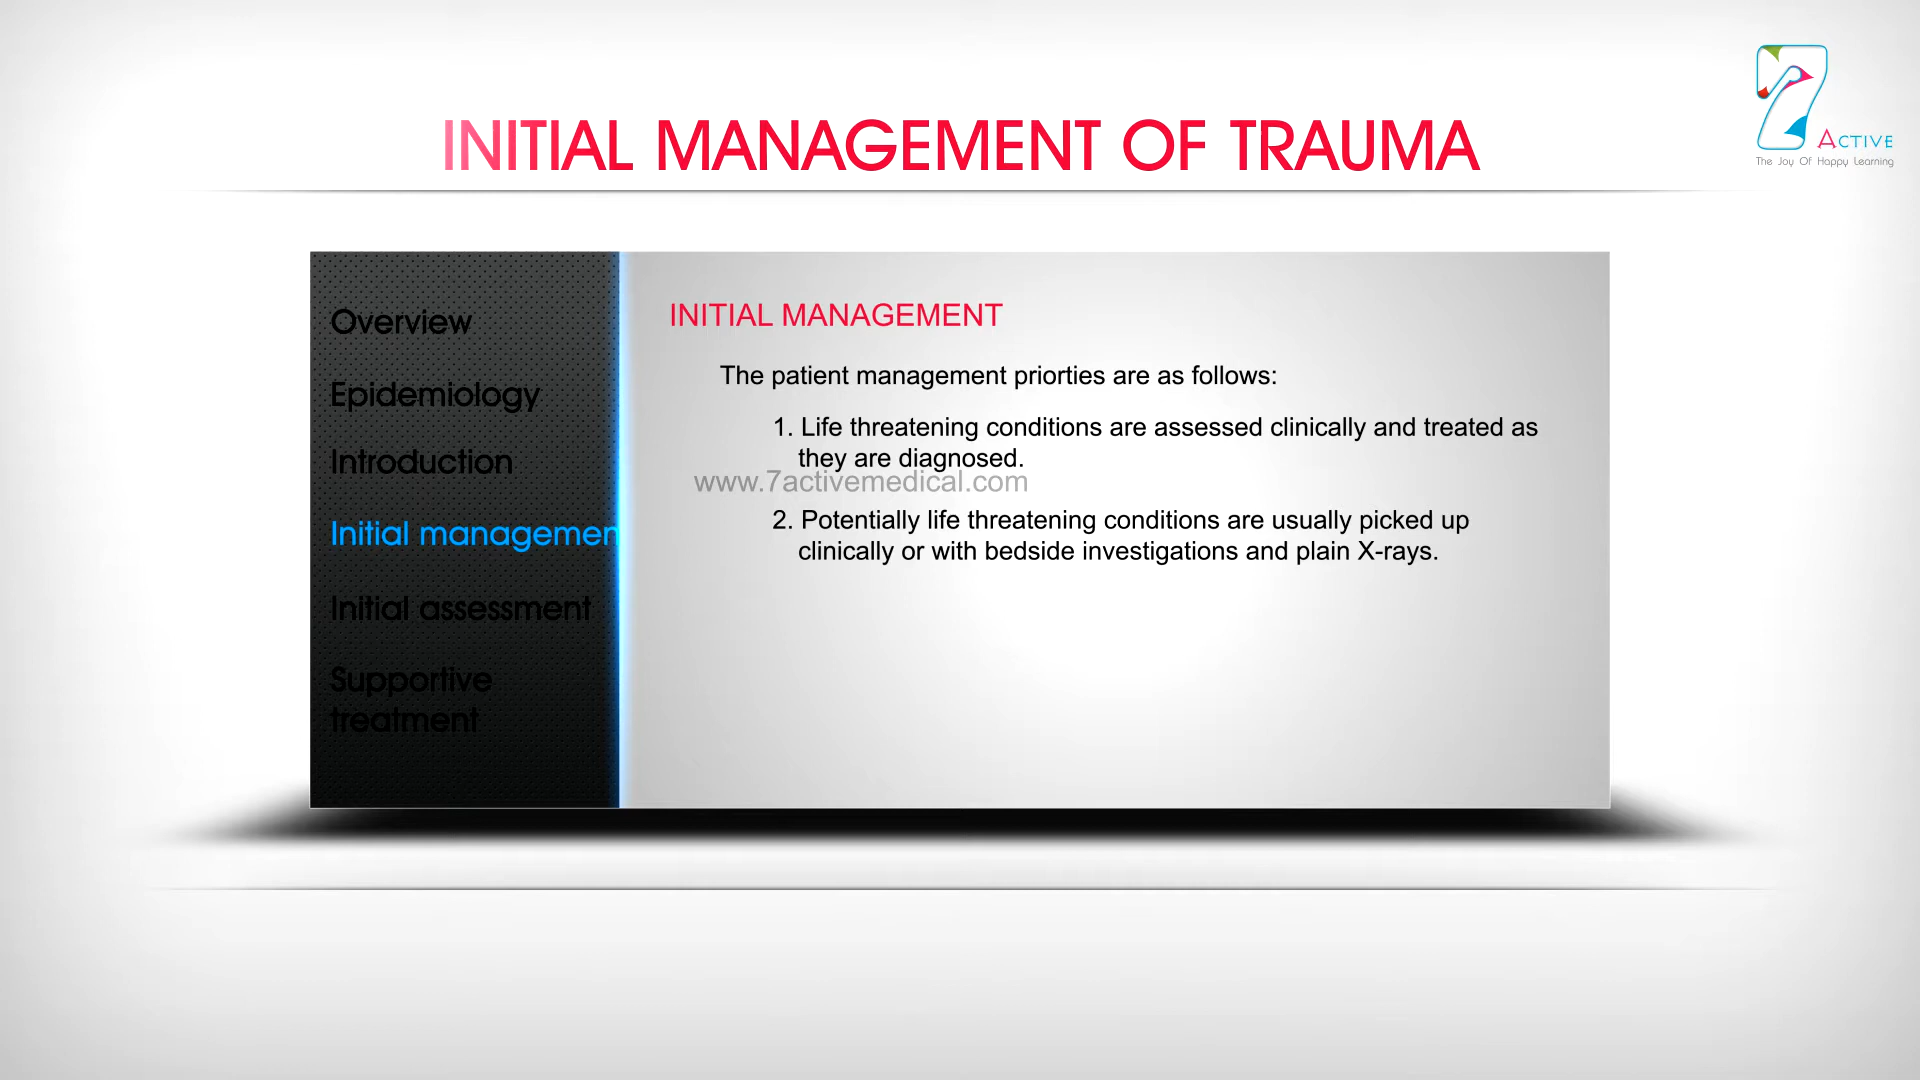 7
ACTIVE
The Joy Of Happy Learning
INITIAL MANAGEMENT OF TRAUMA
Overview
Epidemiology
Introduction
Initial managemen
Initial assessment
Supportive
treatment
INITIAL MANAGEMENT
The patient management priorties are as follows:
1. Life threatening conditions are assessed clinically and treated as
they are diagnosed.
www.7activemedical.com
2. Potentially life threatening conditions are usually picked up
clinically or with bedside investigations and plain X-rays.